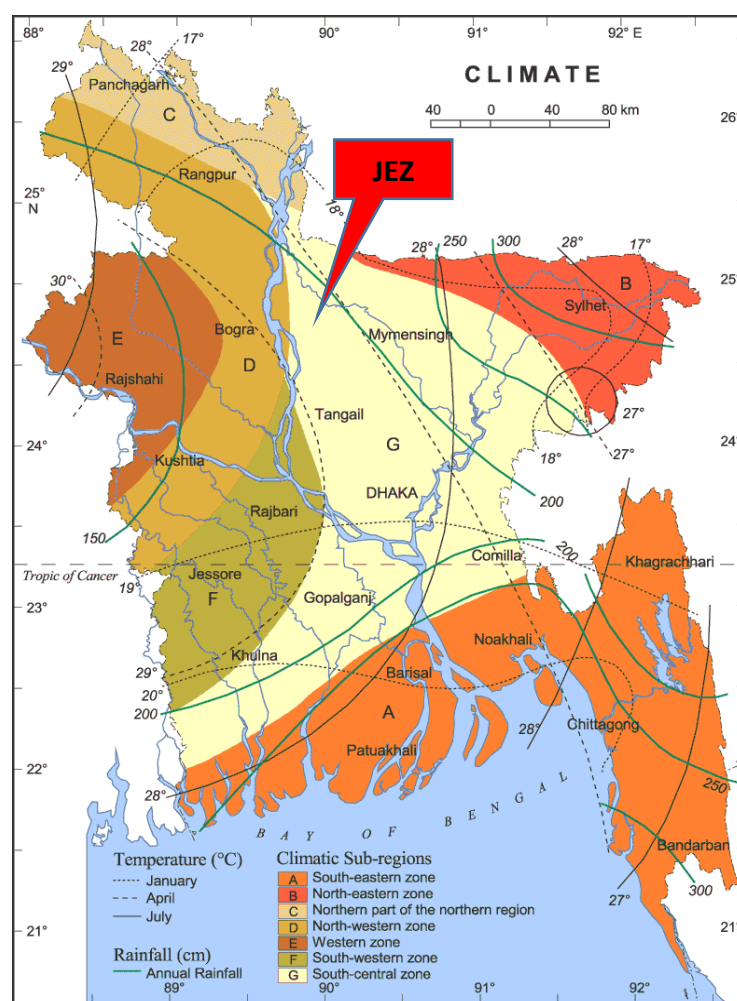 88°
90°
92° E
28°
17°
29°
Panchagarh
CLIMATE
40 0 40 80 km
C
26°
JEZ
Rangpur
25°
N
18°
28°
250
300
28°
17°
B
25°
Sylhet
30°
Mymensingh
Bogra
E
D
Rajshahi
Tangail
27°
24°
G
27°
24°
Kushtia
18°
DHAKA
200
150
Rajbari
Comilla
200
Tropic of Cancer
Khagrachhari
19°
Jessore
F
Gopalganj
23°
Noakhali
Khulna
29°
Barisal
20°
200
A
28°
Chittagong
Patuakhali
22°
28°
250
BAY OF BENGAL
Bandarban
300
27°
Temperature (°C)
January
April
July
Rainfall (cm)
Annual Rainfall
Climatic Sub-regions
A South-eastern zone
B North-eastern zone
C Northern part of the northern region
D North-western zone
E Western zone
F South-western zone
G South-central zone
21°
21°
89°
90°
91°
92°